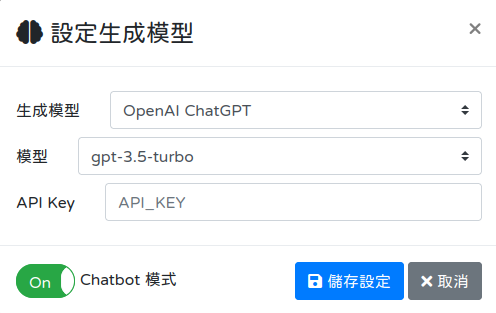 設定生成模型 ×
生成模型 OpenAI ChatGPT
模型 gpt-3.5-turbo
API Key API_KEY
On Chatbot 模式 儲存設定 取消